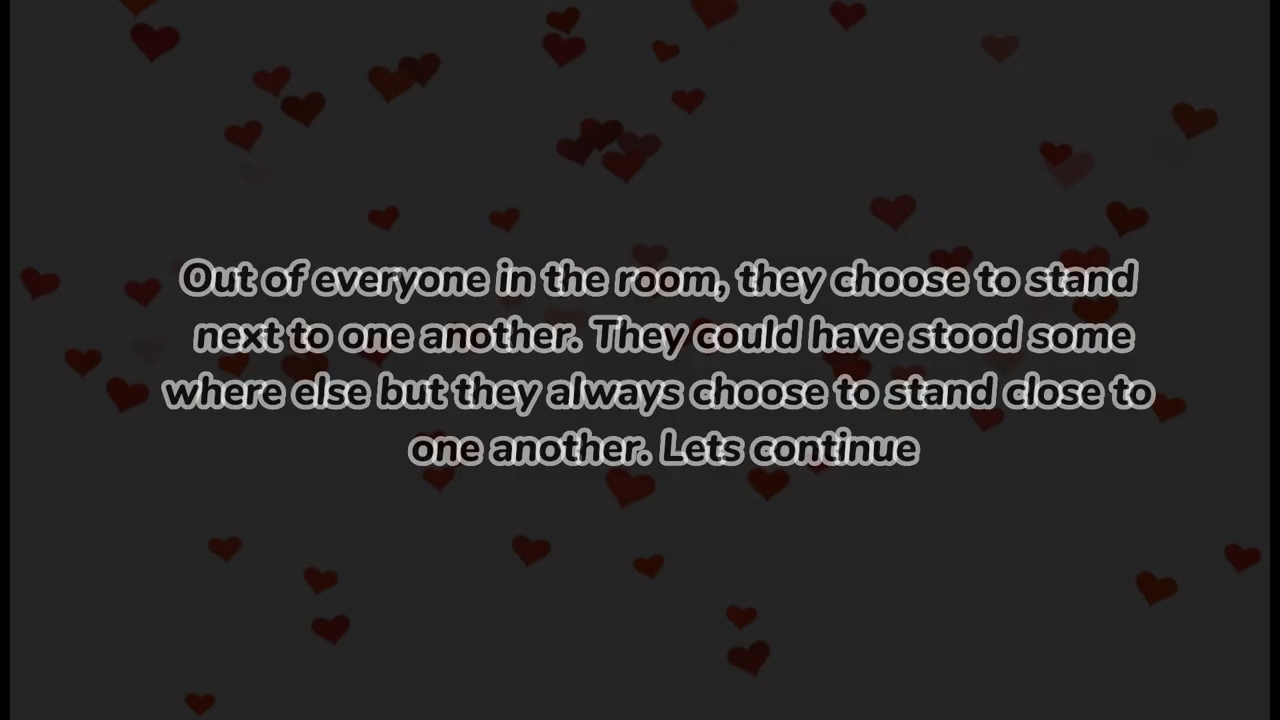 Out of everyone in the room, they choose to stand
next to one another. They could have stood some
where else but they always choose to stand close to
one another. Lets continue